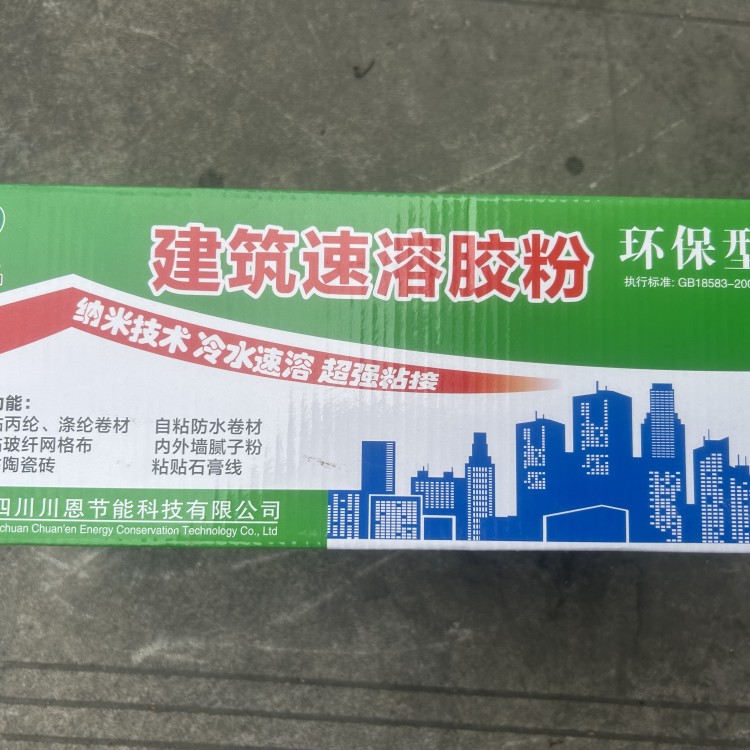 建筑速溶胶粉
环保型
执行标准: GB18583-200
纳米技术 冷水速溶 超强粘接
功能:
丙纶、涤纶卷材 自粘防水卷材
玻纤网格布 内外墙腻子粉
陶瓷砖 粘贴石膏线
四川川恩节能科技有限公司
chuan Chuan'en Energy Conservation Technology Co., Ltd